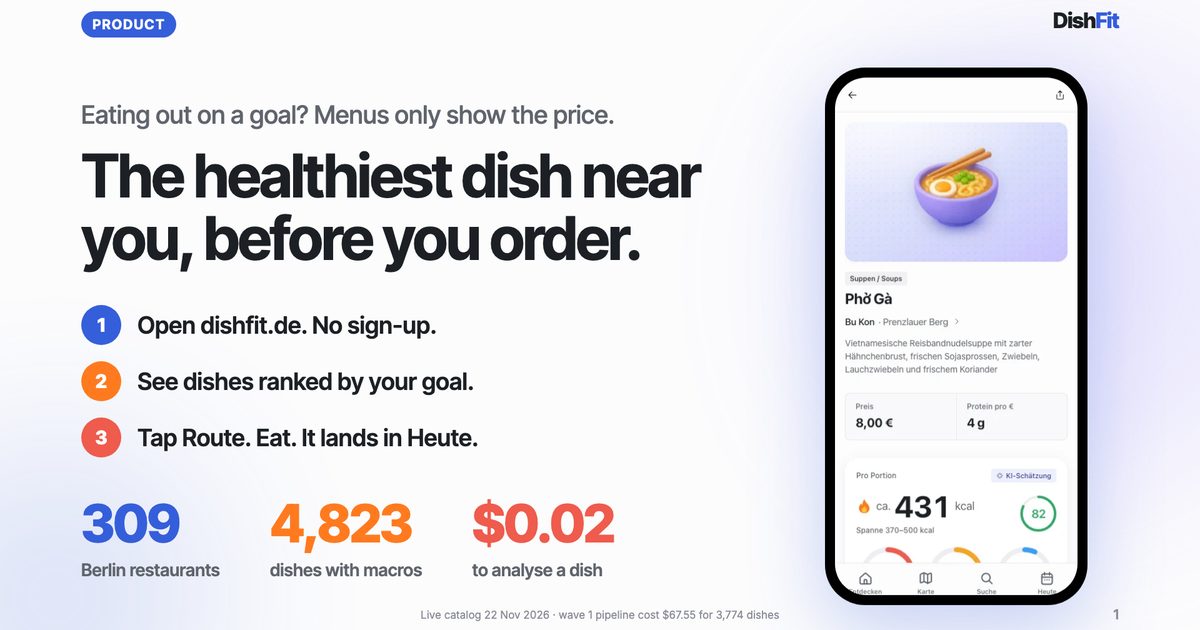 PRODUCT
DishFit
Eating out on a goal? Menus only show the price.
The healthiest dish near
you, before you order.
1 Open dishfit.de. No sign-up.
2 See dishes ranked by your goal.
3 Tap Route. Eat. It lands in Heute.
309
Berlin restaurants
4,823
dishes with macros
$0.02
to analyse a dish
Suppen / Soups
Phở Gà
Bu Kon · Prenzlauer Berg
Vietnamesische Reisbandnudelsuppe mit zarter
Hähnchenbrust, frischen Sojasprossen, Zwiebeln,
Lauchzwiebeln und frischem Koriander
Preis
8,00 €
Protein pro €
4 g
Pro Portion
KI-Schätzung
ca. 431 kcal
82
Spanne 370–500 kcal
ntdecken
Karte
Suche
Heute
Live catalog 22 Nov 2026 · wave 1 pipeline cost $67.55 for 3,774 dishes
1